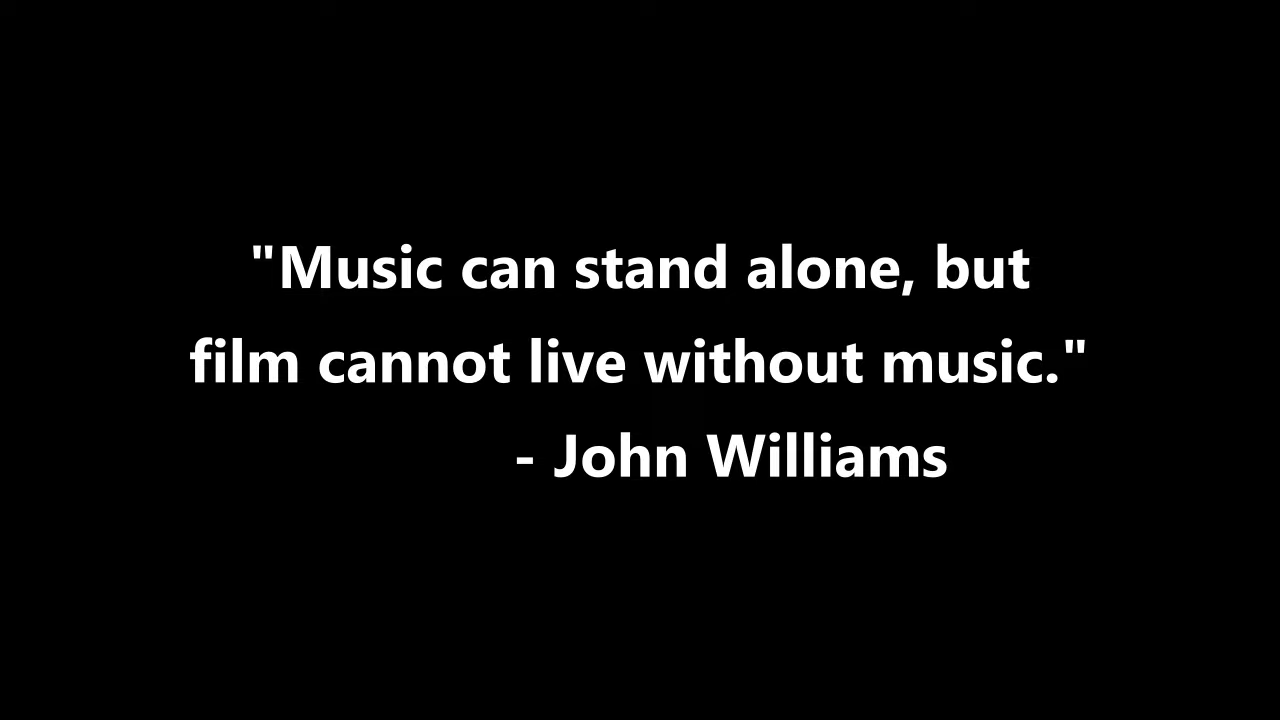 "Music can stand alone, but
film cannot live without music."
- John Williams